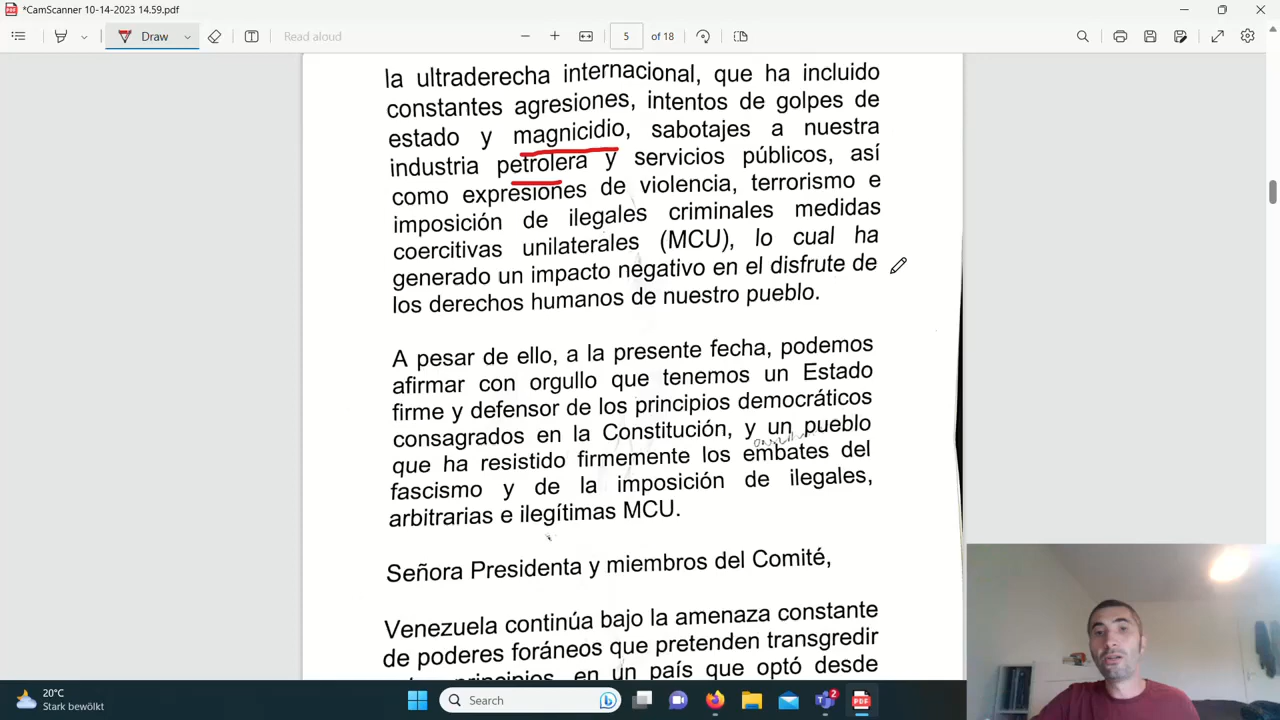 *CamScanner 10-14-2023 14.59.pdf
Draw
Read aloud
5
of 18
la ultraderecha internacional, que ha incluido
constantes agresiones, intentos de golpes de
estado y magnicidio, sabotajes a nuestra
industria petrolera y servicios públicos, así
como expresiones de violencia, terrorismo e
imposición de ilegales criminales medidas
coercitivas unilaterales (MCU), lo cual ha
generado un impacto negativo en el disfrute de
los derechos humanos de nuestro pueblo.
A pesar de ello, a la presente fecha, podemos
afirmar con orgullo que tenemos un Estado
firme y defensor de los principios democráticos
consagrados en la Constitución, y un pueblo
que ha resistido firmemente los embates del
fascismo y de la imposición de ilegales,
arbitrarias e ilegítimas MCU.
Señora Presidenta y miembros del Comité,
Venezuela continúa bajo la amenaza constante
de poderes foráneos que pretenden transgredir
principios, en un país que optó desde
20°C
Stark bewölkt
Search
2
PDF